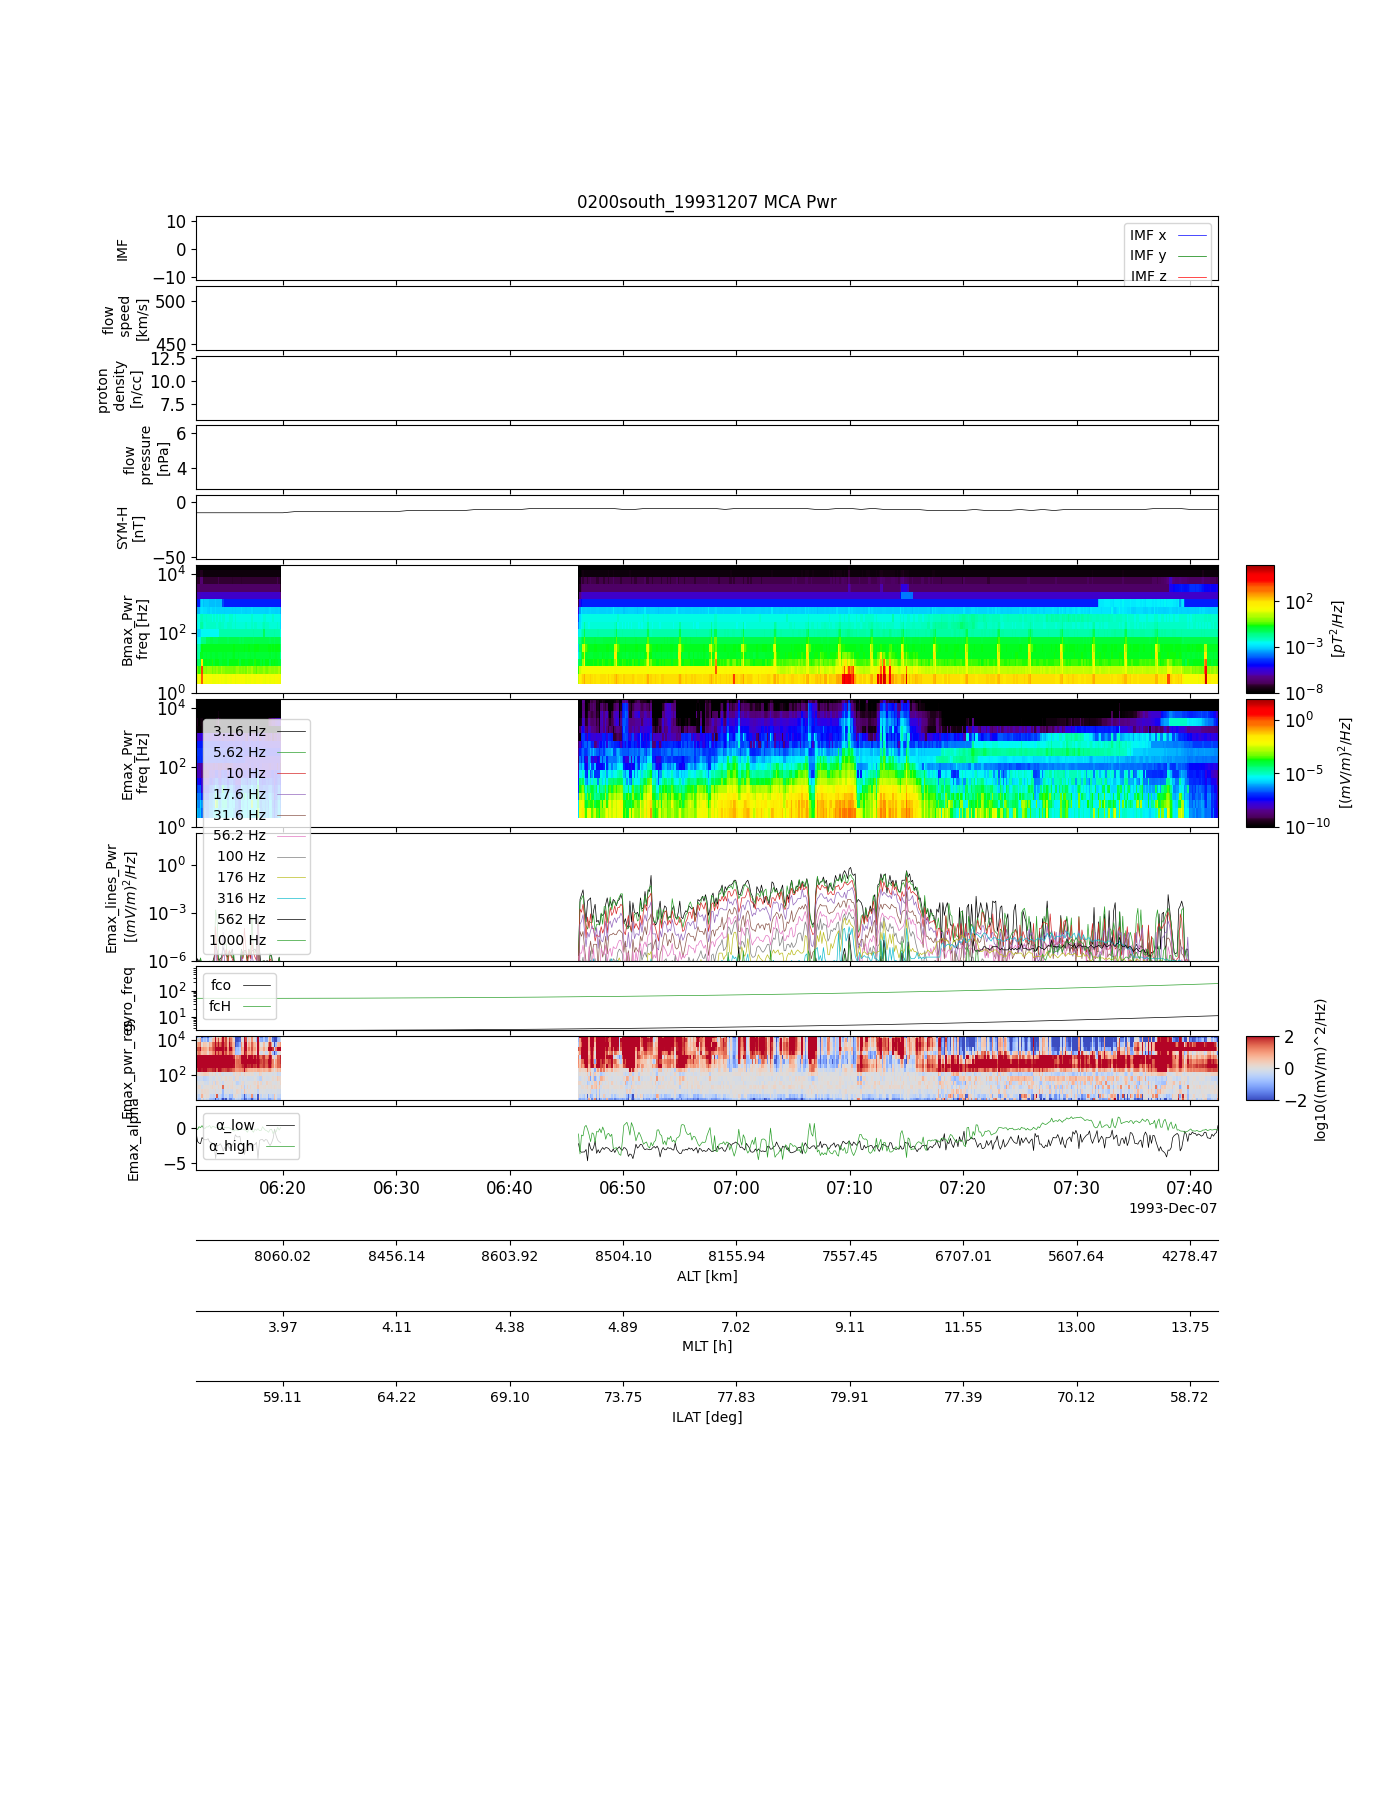 0200south_19931207 MCA Pwr
10
0
−10
IMF
IMF x
IMF y
IMF z
500
450
flow
speed
[km/s]
12.5
10.0
7.5
proton
density
[n/cc]
6
4
flow
pressure
[nPa]
0
−50
SYM-H
[nT]
10^4
10^2
10^0
Bmax_Pwr
freq [Hz]
10^2
10^−3
10^−8
[pT^2/Hz]
10^4
10^2
10^0
Emax_Pwr
freq [Hz]
10^0
10^−5
10^−10
[(mV/m)^2/Hz]
3.16 Hz
5.62 Hz
10 Hz
17.6 Hz
31.6 Hz
56.2 Hz
100 Hz
176 Hz
316 Hz
562 Hz
1000 Hz
10^0
10^−3
10^−6
Emax_lines_Pwr
[(mV/m)^2/Hz]
10^2
10^1
gyro_freq
fco
fcH
10^4
10^2
Emax_pwr_reg
2
0
−2
log10((mV/m)^2/Hz)
0
−5
Emax_alpha
α_low
α_high
06:20 06:30 06:40 06:50 07:00 07:10 07:20 07:30 07:40
1993-Dec-07
8060.02 8456.14 8603.92 8504.10 8155.94 7557.45 6707.01 5607.64 4278.47
ALT [km]
3.97 4.11 4.38 4.89 7.02 9.11 11.55 13.00 13.75
MLT [h]
59.11 64.22 69.10 73.75 77.83 79.91 77.39 70.12 58.72
ILAT [deg]